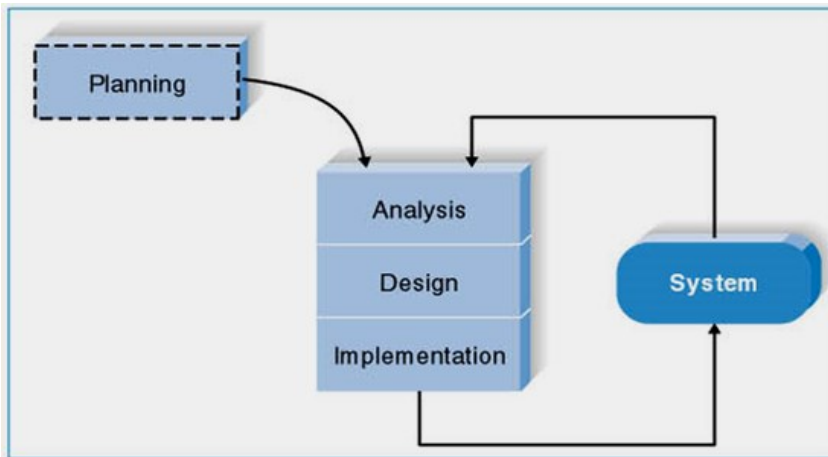 Planning
Analysis
Design
System
Implementation